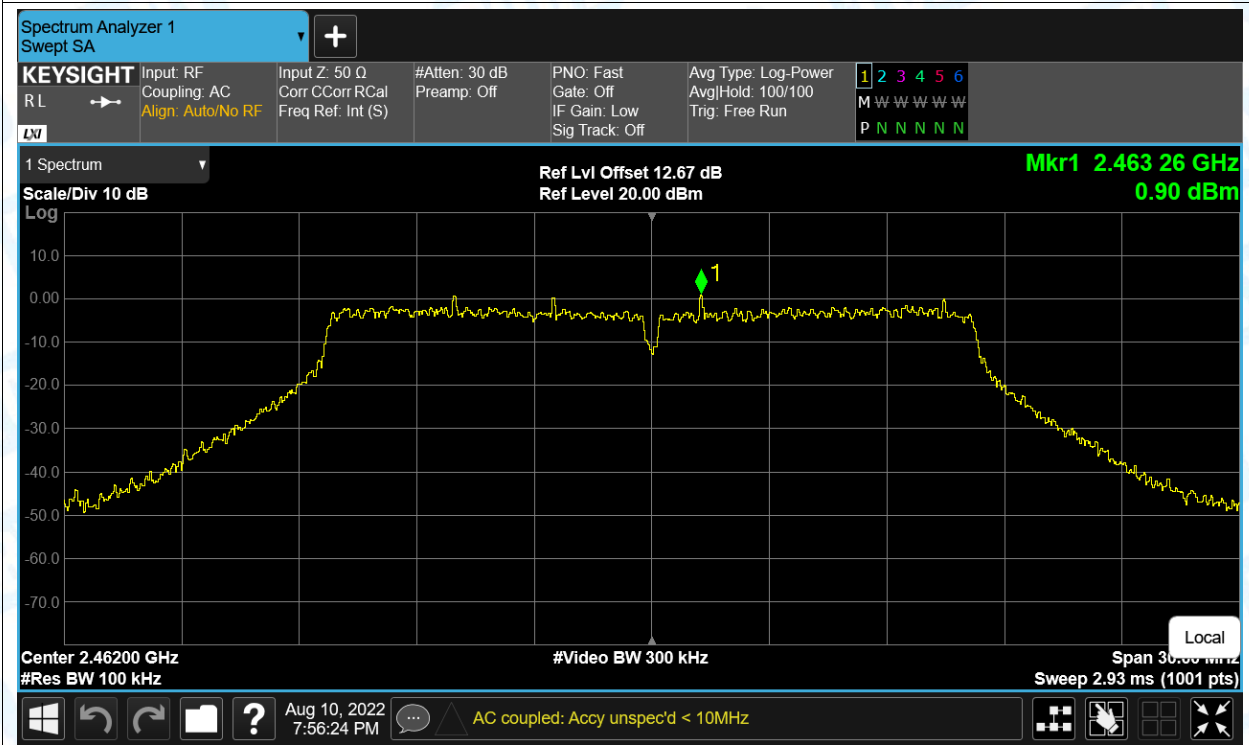 Spectrum Analyzer 1
Swept SA
KEYSIGHT
R L
LXI
Input: RF
Coupling: AC
Align: Auto/No RF
Input Z: 50 Ω
Corr CCorr RCal
Freq Ref: Int (S)
#Atten: 30 dB
Preamp: Off
PNO: Fast
Gate: Off
IF Gain: Low
Sig Track: Off
Avg Type: Log-Power
Avg|Hold: 100/100
Trig: Free Run
1 2 3 4 5 6
M W W W W W
P N N N N N
1 Spectrum
Scale/Div 10 dB
Log
Ref Lvl Offset 12.67 dB
Ref Level 20.00 dBm
Mkr1 2.463 26 GHz
0.90 dBm
10.0
0.00
-10.0
-20.0
-30.0
-40.0
-50.0
-60.0
-70.0
1
Local
Center 2.46200 GHz
#Video BW 300 kHz
Span 30.00 MHz
#Res BW 100 kHz
Sweep 2.93 ms (1001 pts)
?
Aug 10, 2022
7:56:24 PM
AC coupled: Accy unspec'd < 10MHz